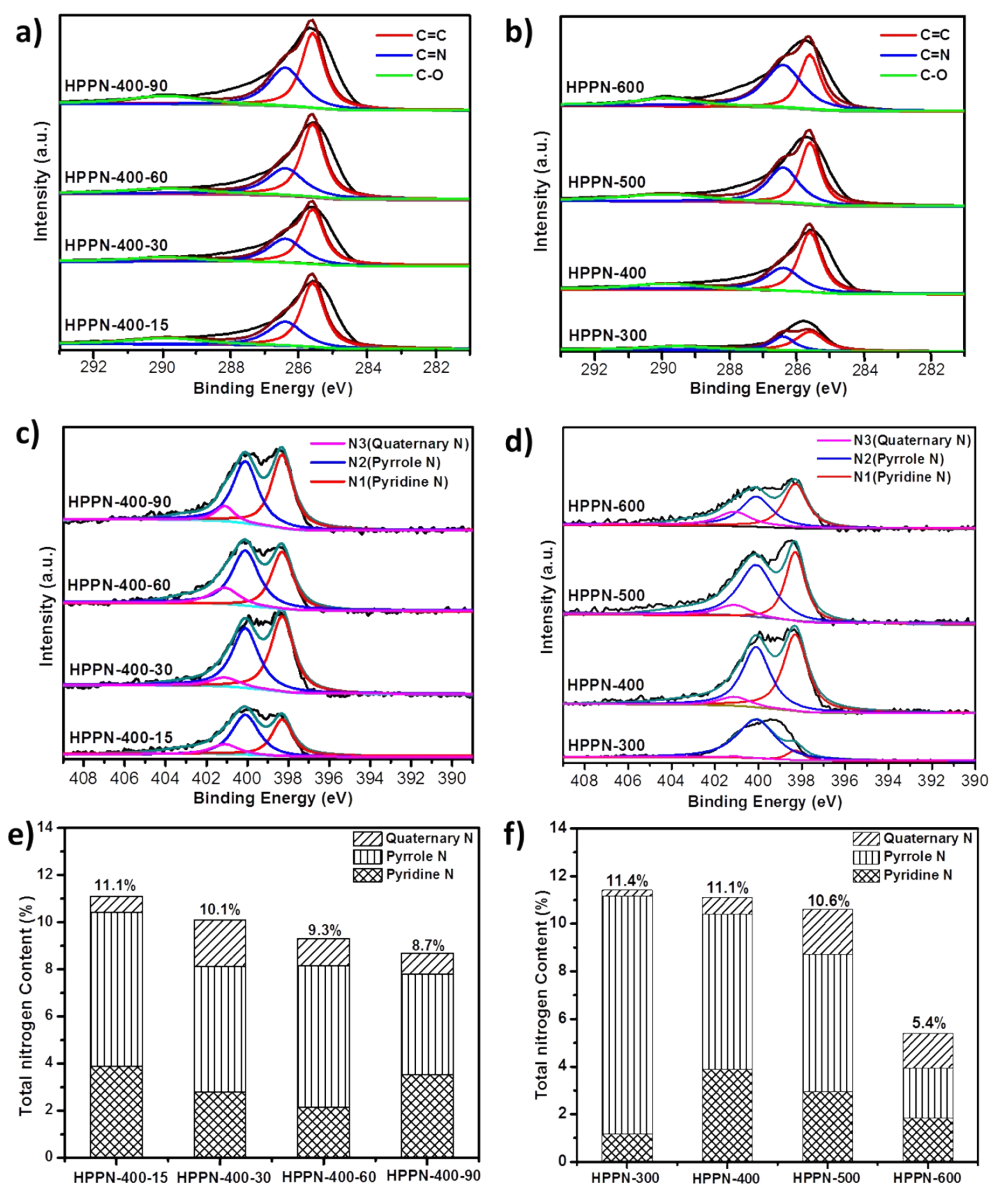 a)
C=C
C=N
C-O
HPPN-400-90
HPPN-400-60
HPPN-400-30
HPPN-400-15
Intensity (a.u.)
292 290 288 286 284 282
Binding Energy (eV)
b)
C=C
C=N
C-O
HPPN-600
HPPN-500
HPPN-400
HPPN-300
Intensity (a.u.)
292 290 288 286 284 282
Binding Energy (eV)
c)
N3(Quaternary N)
N2(Pyrrole N)
N1(Pyridine N)
HPPN-400-90
HPPN-400-60
HPPN-400-30
HPPN-400-15
Intensity (a.u.)
408 406 404 402 400 398 396 394 392 390
Binding Energy (eV)
d)
N3(Quaternary N)
N2(Pyrrole N)
N1(Pyridine N)
HPPN-600
HPPN-500
HPPN-400
HPPN-300
Intensity (a.u.)
408 406 404 402 400 398 396 394 392 390
Binding Energy (eV)
e)
Quaternary N
Pyrrole N
Pyridine N
14
12
10
8
6
4
2
0
Total nitrogen Content (%)
11.1%
10.1%
9.3%
8.7%
HPPN-400-15 HPPN-400-30 HPPN-400-60 HPPN-400-90
f)
Quaternary N
Pyrrole N
Pyridine N
14
12
10
8
6
4
2
0
Total nitrogen Content (%)
11.4%
11.1%
10.6%
5.4%
HPPN-300 HPPN-400 HPPN-500 HPPN-600